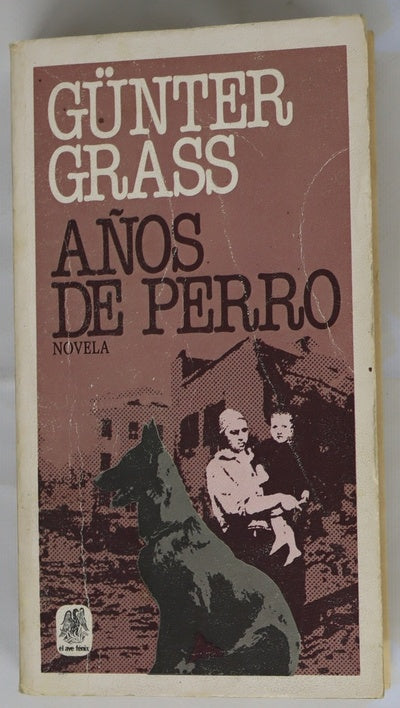 GÜNTER
GRASS
AÑOS
DE PERRO
NOVELA
el ave fénix